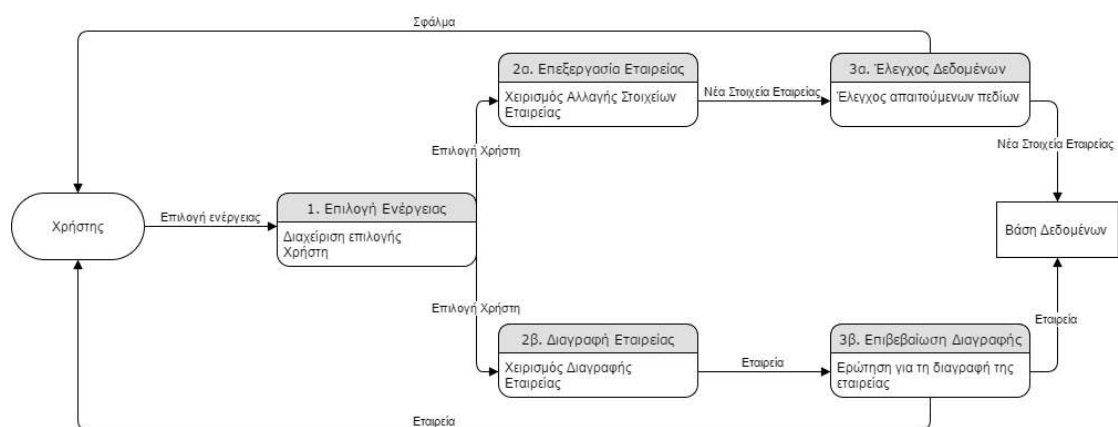 Σφάλμα
2α. Επεξεργασία Εταιρείας
Χειρισμός Αλλαγής Στοιχείων
Εταιρείας
Νέα Στοιχεία Εταιρείας
3α. Έλεγχος Δεδομένων
Έλεγχος απαιτούμενων πεδίων
Επιλογή Χρήστη
Νέα Στοιχεία Εταιρείας
Χρήστης
Επιλογή ενέργειας
1. Επιλογή Ενέργειας
Διαχείριση επιλογής
Χρήστη
Βάση Δεδομένων
Επιλογή Χρήστη
2β. Διαγραφή Εταιρείας
Χειρισμός Διαγραφής
Εταιρείας
Εταιρεία
3β. Επιβεβαίωση Διαγραφής
Ερώτηση για τη διαγραφή της
εταιρείας
Εταιρεία
Εταιρεία